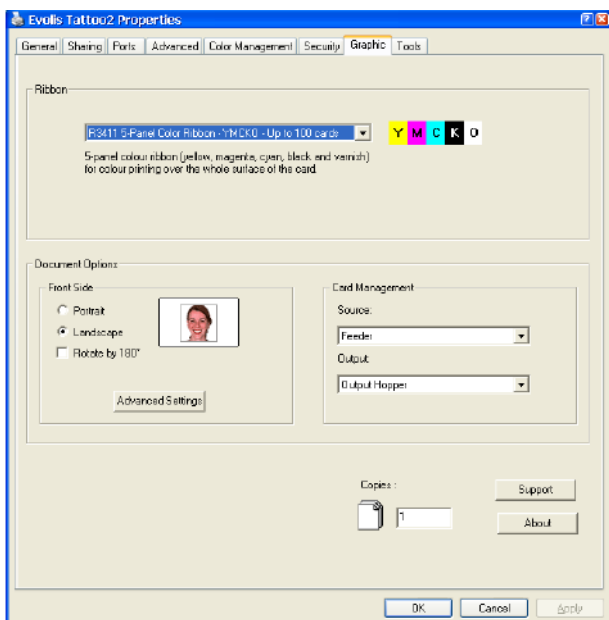 Evolis Tattoo2 Properties
General Sharing Ports Advanced Color Management Security Graphic Tools
Ribbon
R3411 5-Panel Color Ribbon - YMCKO - Up to 100 cards
Y M C K O
5-panel colour ribbon (yellow, magenta, cyan, black and varnish)
for colour printing over the whole surface of the card
Document Options
Front Side
Portrait
Landscape
Rotate by 180°
Advanced Settings
Card Management
Source:
Feeder
Output:
Output Hopper
Copies :
1
Support
About
OK Cancel Apply